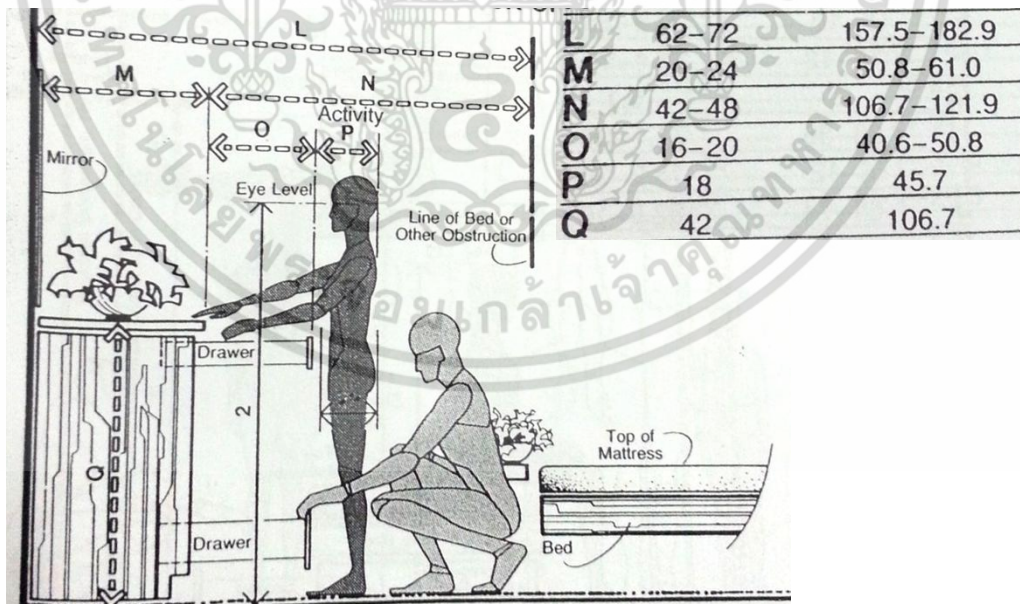 L
M
N
Activity
O
P
Mirror
Eye Level
Line of Bed or
Other Obstruction
Drawer
2
Q
Top of
Mattress
Drawer
Bed
L 62–72 157.5–182.9
M 20–24 50.8–61.0
N 42–48 106.7–121.9
O 16–20 40.6–50.8
P 18 45.7
Q 42 106.7